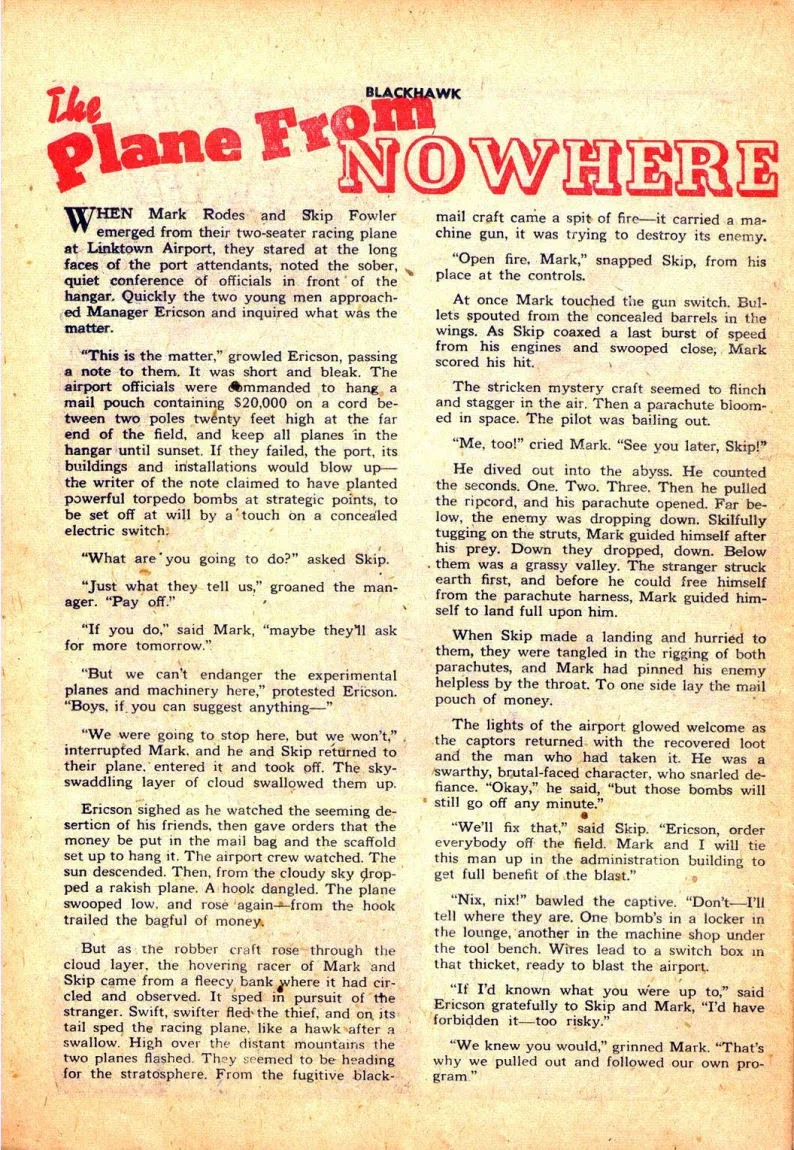 BLACKHAWK
The
Plane From
NOWHERE
WHEN Mark Rodes and Skip Fowler
emerged from their two-seater racing plane
at Linktown Airport, they stared at the long
faces of the port attendants, noted the sober,
quiet conference of officials in front of the
hangar. Quickly the two young men approach-
ed Manager Ericson and inquired what was the
matter.
"This is the matter," growled Ericson, passing
a note to them. It was short and bleak. The
airport officials were commanded to hang a
mail pouch containing $20,000 on a cord be-
tween two poles twenty feet high at the far
end of the field, and keep all planes in the
hangar until sunset. If they failed, the port, its
buildings and installations would blow up—
the writer of the note claimed to have planted
powerful torpedo bombs at strategic points, to
be set off at will by a touch on a concealed
electric switch.
"What are you going to do?" asked Skip.
"Just what they tell us," groaned the man-
ager. "Pay off."
"If you do," said Mark, "maybe they'll ask
for more tomorrow."
"But we can't endanger the experimental
planes and machinery here," protested Ericson.
"Boys, if you can suggest anything—"
"We were going to stop here, but we won't,"
interrupted Mark, and he and Skip returned to
their plane, entered it and took off. The sky-
swaddling layer of cloud swallowed them up.
Ericson sighed as he watched the seeming de-
sertion of his friends, then gave orders that the
money be put in the mail bag and the scaffold
set up to hang it. The airport crew watched. The
sun descended. Then, from the cloudy sky drop-
ped a rakish plane. A hook dangled. The plane
swooped low, and rose again—from the hook
trailed the bagful of money.
But as the robber craft rose through the
cloud layer, the hovering racer of Mark and
Skip came from a fleecy bank where it had cir-
cled and observed. It sped in pursuit of the
stranger. Swift, swifter fled the thief, and on its
tail sped the racing plane, like a hawk after a
swallow. High over the distant mountains the
two planes flashed. They seemed to be heading
for the stratosphere. From the fugitive black-
mail craft came a spit of fire—it carried a ma-
chine gun, it was trying to destroy its enemy.
"Open fire, Mark," snapped Skip, from his
place at the controls.
At once Mark touched the gun switch. Bul-
lets spouted from the concealed barrels in the
wings. As Skip coaxed a last burst of speed
from his engines and swooped close, Mark
scored his hit.
The stricken mystery craft seemed to flinch
and stagger in the air. Then a parachute bloom-
ed in space. The pilot was bailing out.
"Me, too!" cried Mark. "See you later, Skip!"
He dived out into the abyss. He counted
the seconds. One. Two. Three. Then he pulled
the ripcord, and his parachute opened. Far be-
low, the enemy was dropping down. Skilfully
tugging on the struts, Mark guided himself after
his prey. Down they dropped, down. Below
them was a grassy valley. The stranger struck
earth first, and before he could free himself
from the parachute harness, Mark guided him-
self to land full upon him.
When Skip made a landing and hurried to
them, they were tangled in the rigging of both
parachutes, and Mark had pinned his enemy
helpless by the throat. To one side lay the mail
pouch of money.
The lights of the airport glowed welcome as
the captors returned with the recovered loot
and the man who had taken it. He was a
swarthy, brutal-faced character, who snarled de-
fiance. "Okay," he said, "but those bombs will
still go off any minute."
"We'll fix that," said Skip. "Ericson, order
everybody off the field. Mark and I will tie
this man up in the administration building to
get full benefit of the blast."
"Nix, nix!" bawled the captive. "Don't—I'll
tell where they are. One bomb's in a locker in
the lounge, another in the machine shop under
the tool bench. Wires lead to a switch box in
that thicket, ready to blast the airport.
"If I'd known what you were up to," said
Ericson gratefully to Skip and Mark, "I'd have
forbidden it—too risky."
"We knew you would," grinned Mark. "That's
why we pulled out and followed our own pro-
gram."